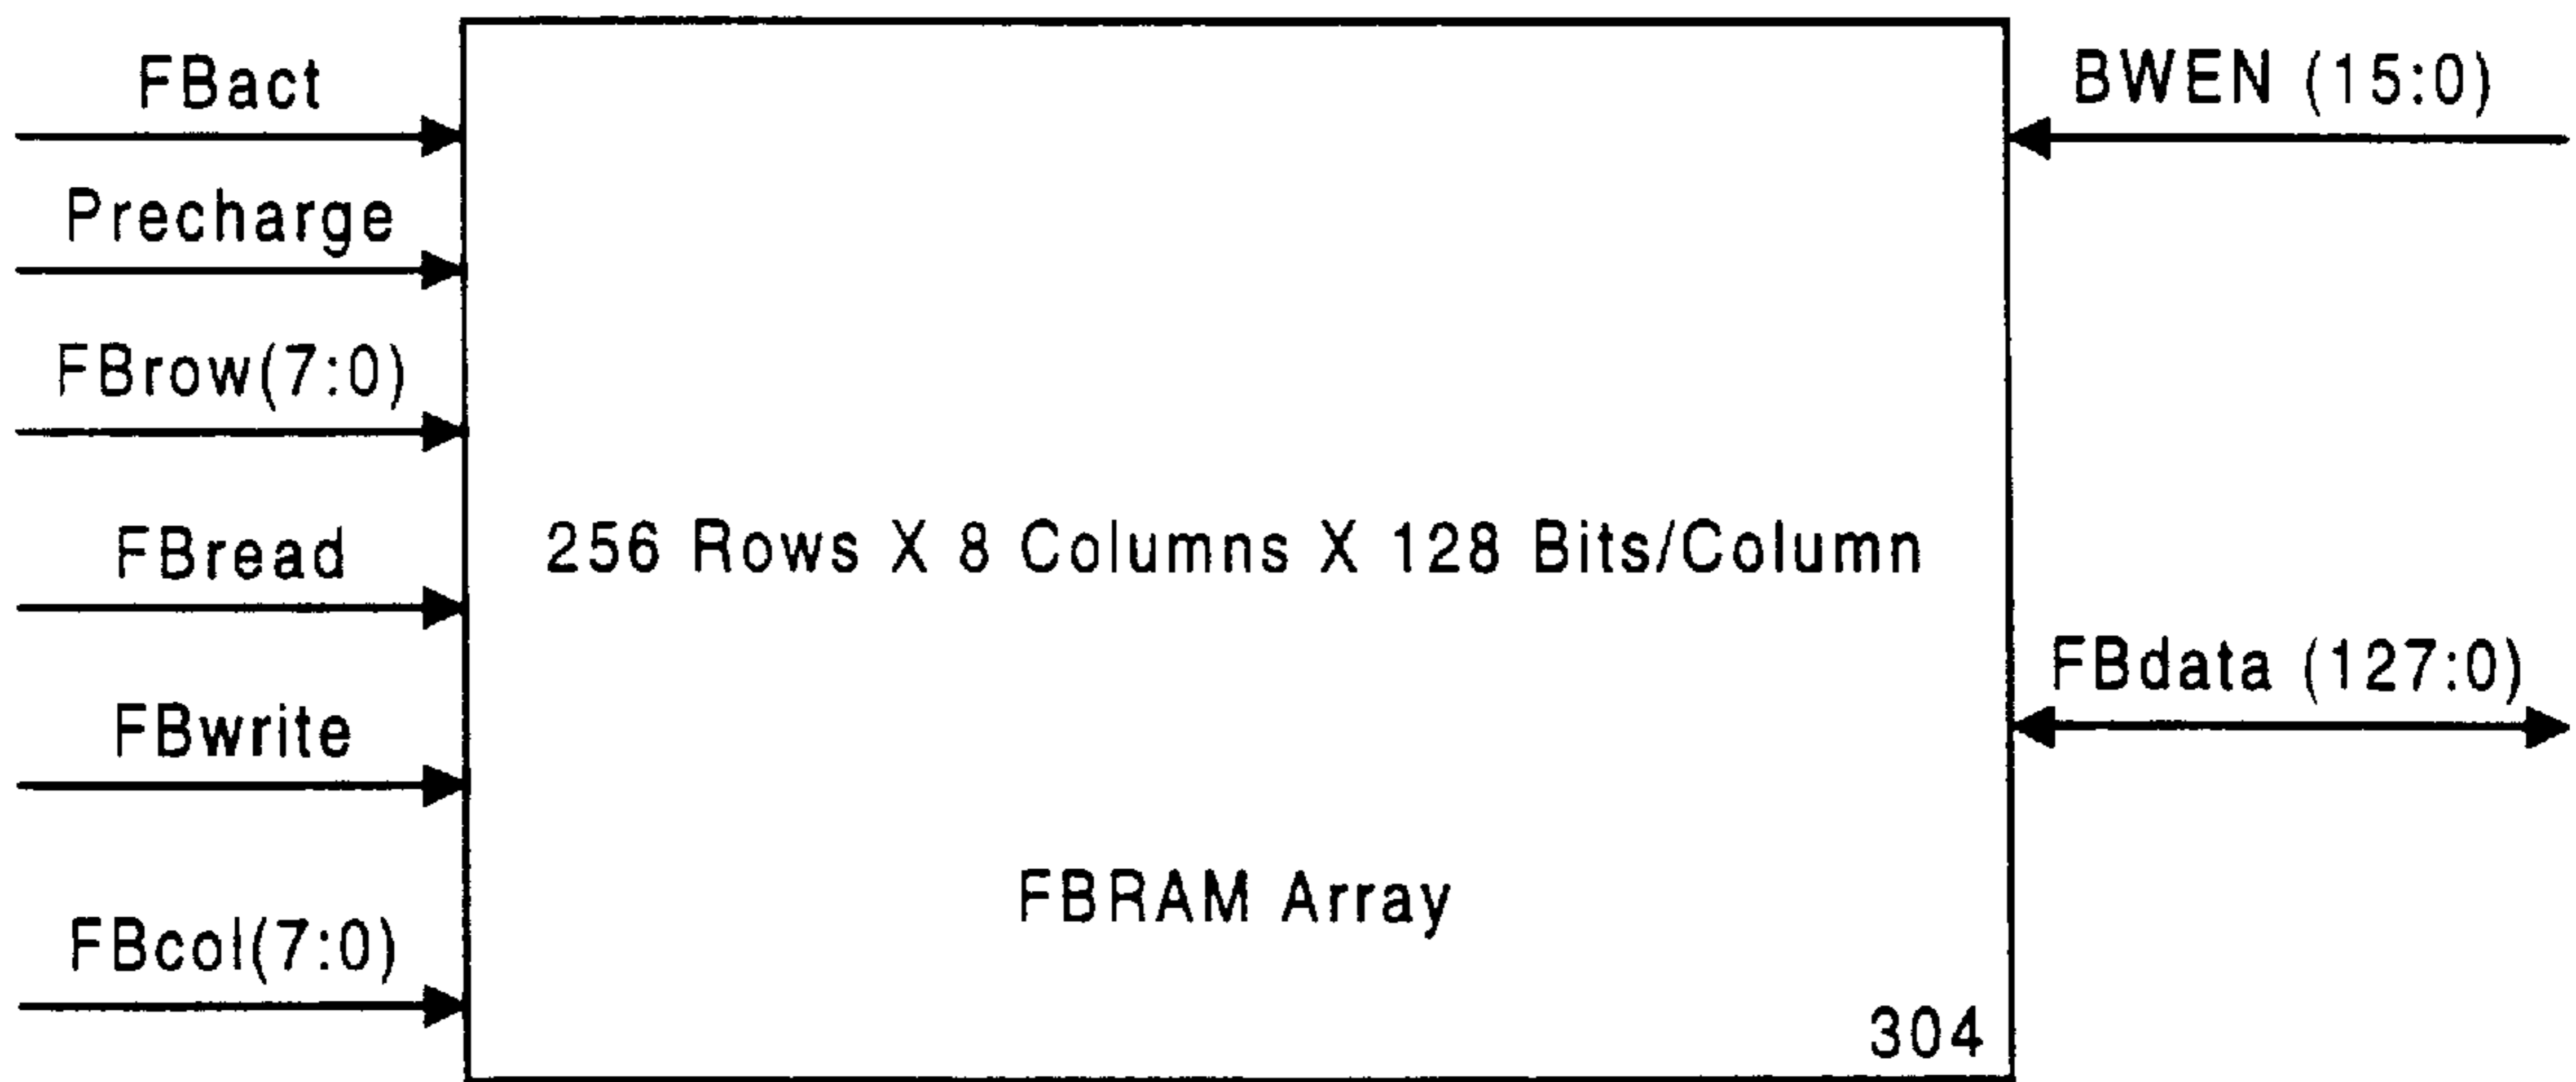 FBact
Precharge
FBrow(7:0)
FBread
FBwrite
FBcol(7:0)
256 Rows X 8 Columns X 128 Bits/Column
FBRAM Array
304
BWEN (15:0)
FBdata (127:0)